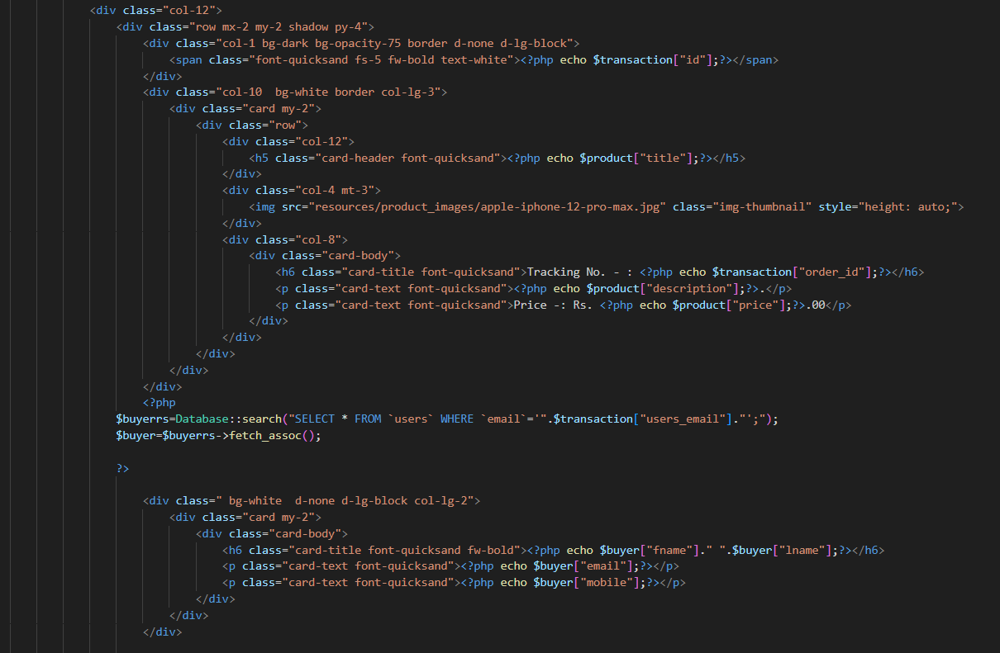 <div class="col-12">
<div class="row mx-2 my-2 shadow py-4">
<div class="col-1 bg-dark bg-opacity-75 border d-none d-lg-block">
<span class="font-quicksand fs-5 fw-bold text-white"><?php echo $transaction["id"];?></span>
</div>
<div class="col-10  bg-white border col-lg-3">
<div class="card my-2">
<div class="row">
<div class="col-12">
<h5 class="card-header font-quicksand"><?php echo $product["title"];?></h5>
</div>
<div class="col-4 mt-3">
<img src="resources/product_images/apple-iphone-12-pro-max.jpg" class="img-thumbnail" style="height: auto;">
</div>
<div class="col-8">
<div class="card-body">
<h6 class="card-title font-quicksand">Tracking No. - : <?php echo $transaction["order_id"];?></h6>
<p class="card-text font-quicksand"><?php echo $product["description"];?>.</p>
<p class="card-text font-quicksand">Price -: Rs. <?php echo $product["price"];?>.00</p>
</div>
</div>
</div>
</div>
</div>
<?php
$buyerrs=Database::search("SELECT * FROM `users` WHERE `email`='".$transaction["users_email"]."';");
$buyer=$buyerrs->fetch_assoc();
?>
<div class=" bg-white  d-none d-lg-block col-lg-2">
<div class="card my-2">
<div class="card-body">
<h6 class="card-title font-quicksand fw-bold"><?php echo $buyer["fname"]." ".$buyer["lname"];?></h6>
<p class="card-text font-quicksand"><?php echo $buyer["email"];?></p>
<p class="card-text font-quicksand"><?php echo $buyer["mobile"];?></p>
</div>
</div>
</div>